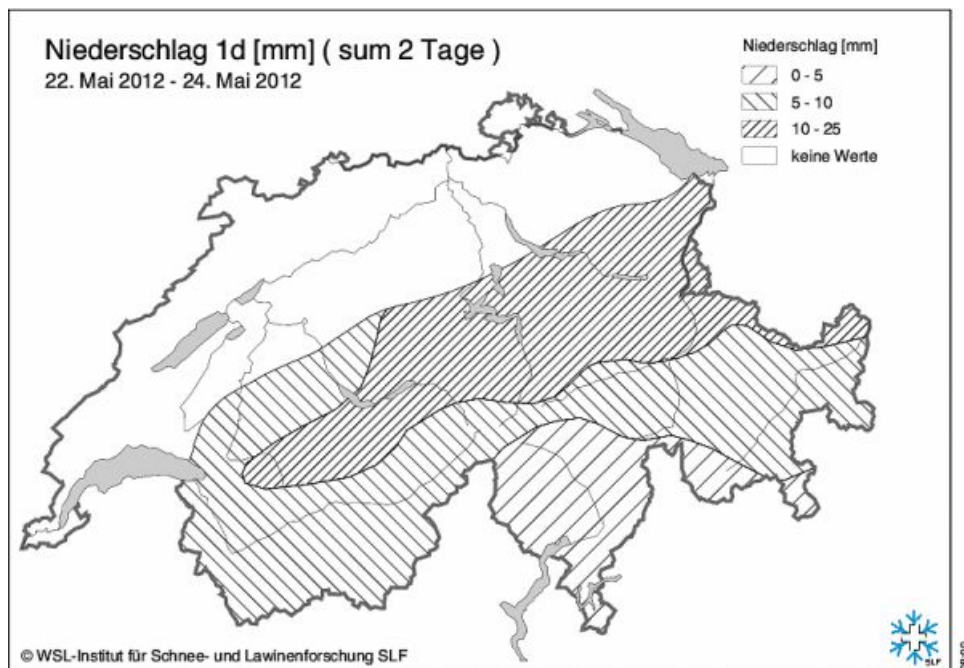 Niederschlag 1d [mm] ( sum 2 Tage )
22. Mai 2012 - 24. Mai 2012
Niederschlag [mm]
0 - 5
5 - 10
10 - 25
keine Werte
© WSL-Institut für Schnee- und Lawinenforschung SLF
SLF